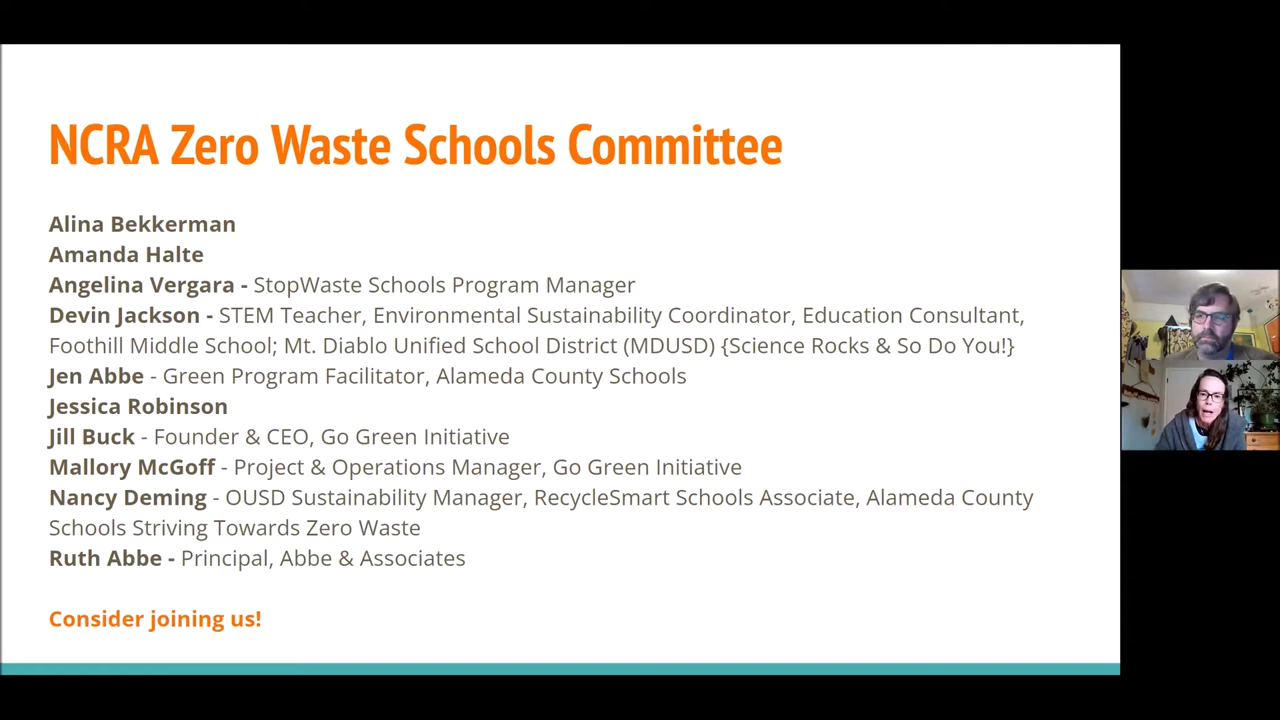 NCRA Zero Waste Schools Committee
Alina Bekkerman
Amanda Halte
Angelina Vergara - StopWaste Schools Program Manager
Devin Jackson - STEM Teacher, Environmental Sustainability Coordinator, Education Consultant,
Foothill Middle School; Mt. Diablo Unified School District (MDUSD) {Science Rocks & So Do You!}
Jen Abbe - Green Program Facilitator, Alameda County Schools
Jessica Robinson
Jill Buck - Founder & CEO, Go Green Initiative
Mallory McGoff - Project & Operations Manager, Go Green Initiative
Nancy Deming - OUSD Sustainability Manager, RecycleSmart Schools Associate, Alameda County
Schools Striving Towards Zero Waste
Ruth Abbe - Principal, Abbe & Associates
Consider joining us!